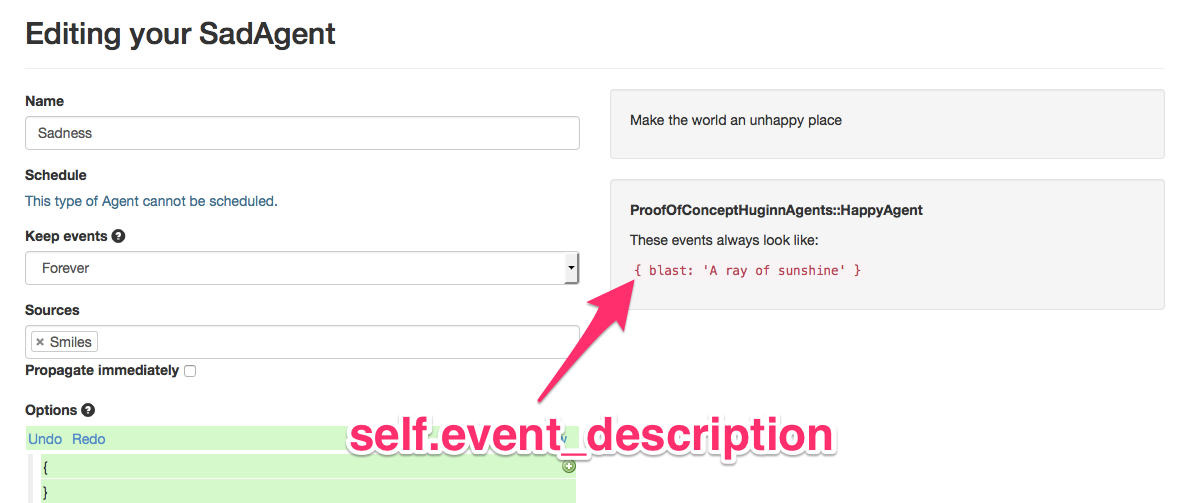 Editing your SadAgent
Name
Sadness
Schedule
This type of Agent cannot be scheduled.
Keep events ?
Forever
Sources
× Smiles
Propagate immediately
Options ?
Undo Redo
{
}
Make the world an unhappy place
ProofOfConceptHuginnAgents::HappyAgent
These events always look like:
{ blast: 'A ray of sunshine' }
self.event_description